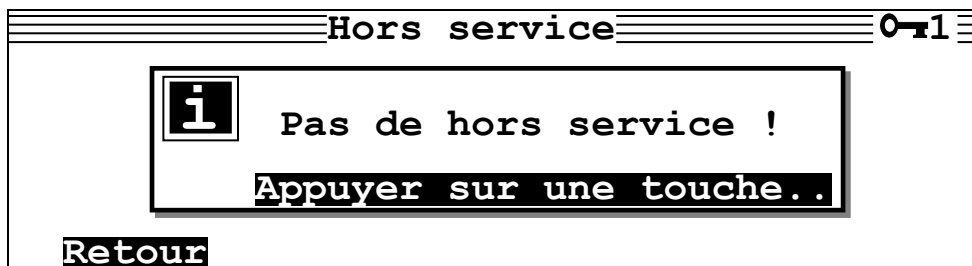 Hors service 1
i
Pas de hors service !
Appuyer sur une touche..
Retour